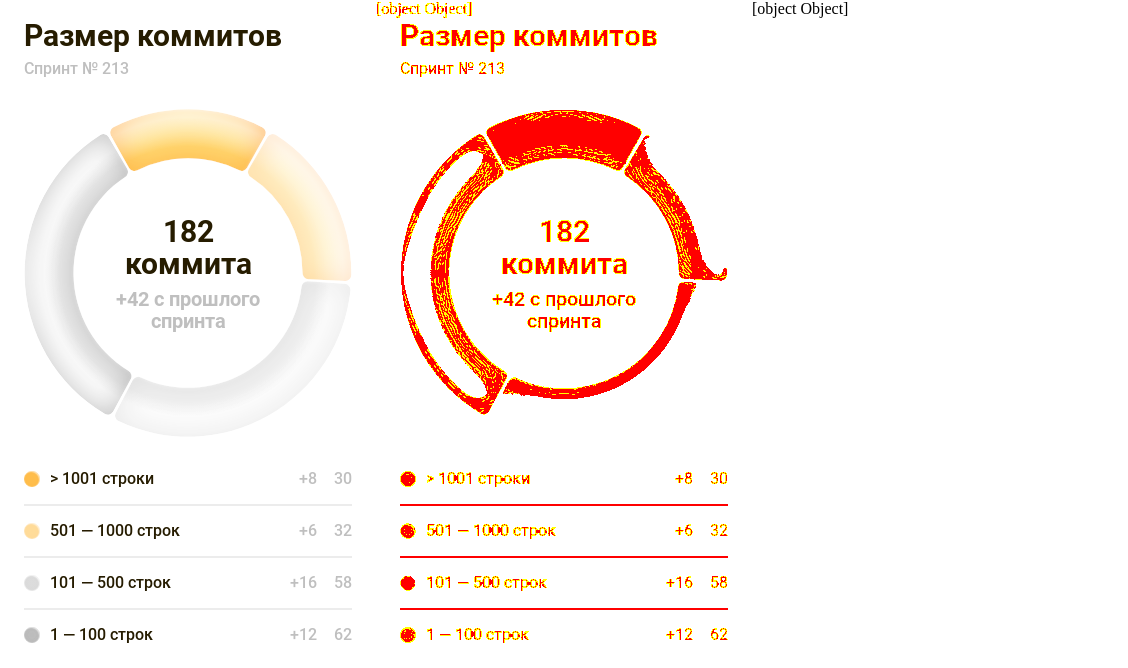 [object Object]
[object Object]
Размер коммитов
Спринт № 213
182
коммита
+42 с прошлого
спринта
> 1001 строки +8 30
501 — 1000 строк +6 32
101 — 500 строк +16 58
1 — 100 строк +12 62
Размер коммитов
Спринт № 213
182
коммита
+42 с прошлого
спринта
> 1001 строки +8 30
501 — 1000 строк +6 32
101 — 500 строк +16 58
1 — 100 строк +12 62